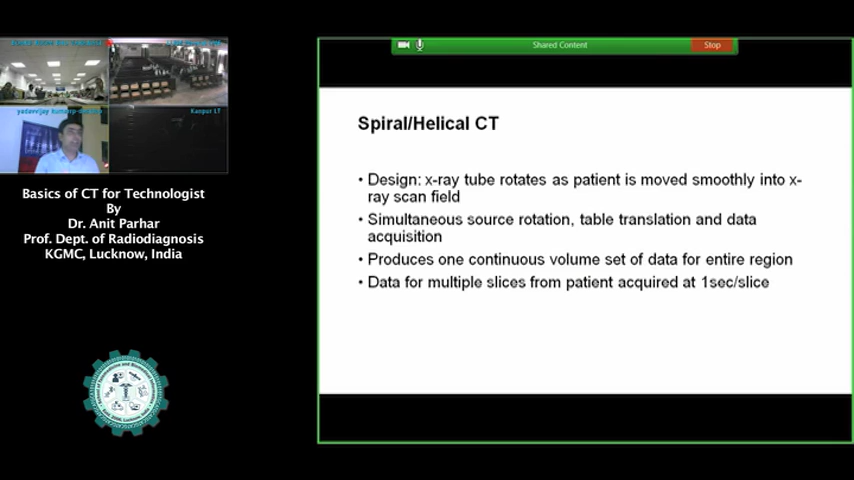 Kanpur LT
Basics of CT for Technologist
By
Dr. Anit Parhar
Prof. Dept. of Radiodiagnosis
KGMC, Lucknow, India
Shared Content
Stop
Spiral/Helical CT
• Design: x-ray tube rotates as patient is moved smoothly into x-
ray scan field
• Simultaneous source rotation, table translation and data
acquisition
• Produces one continuous volume set of data for entire region
• Data for multiple slices from patient acquired at 1sec/slice